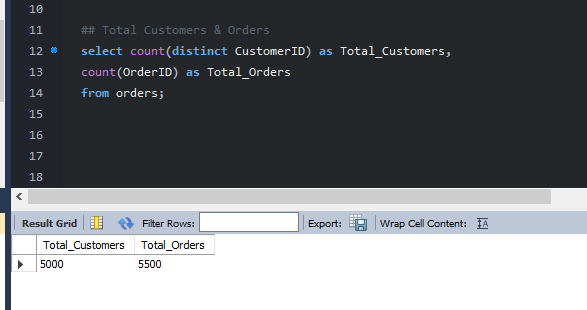 10
11 ## Total Customers & Orders
12 select count(distinct CustomerID) as Total_Customers,
13 count(OrderID) as Total_Orders
14 from orders;
15
16
17
18
Result Grid Filter Rows: Export: Wrap Cell Content: IA
Total_Customers Total_Orders
5000 5500